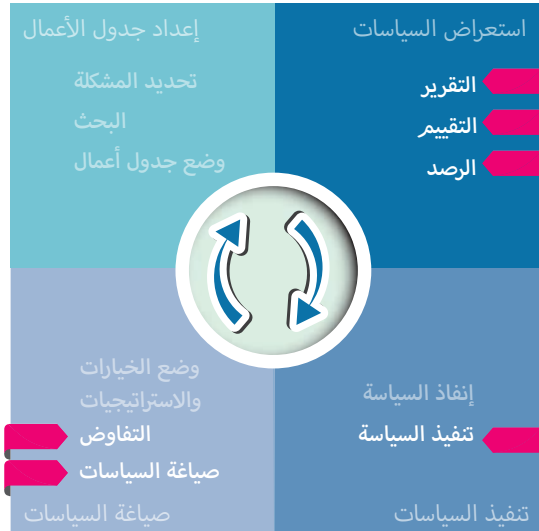 استعراض السياسات
التقرير
التقييم
الرصد
إعداد جدول الأعمال
تحديد المشكلة
البحث
وضع جدول أعمال
إنفاذ السياسة
تنفيذ السياسة
تنفيذ السياسات
وضع الخيارات
والاستراتيجيات
التفاوض
صياغة السياسات
صياغة السياسات